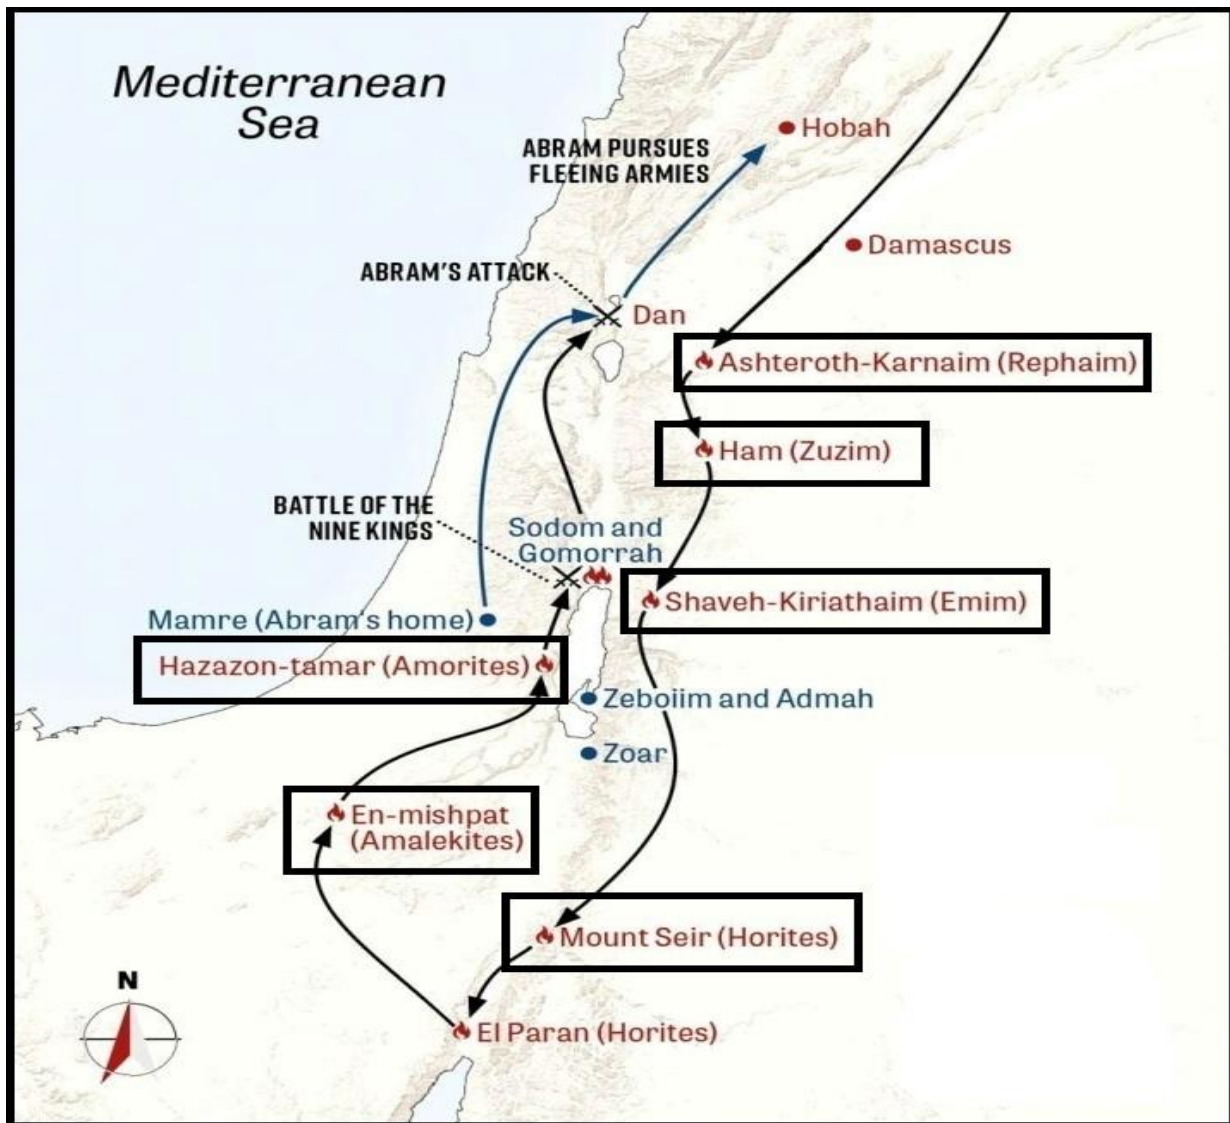 Mediterranean
Sea
Hobah
ABRAM PURSUES
FLEEING ARMIES
Damascus
ABRAM'S ATTACK
Dan
Ashteroth-Karnaim (Rephaim)
Ham (Zuzim)
BATTLE OF THE
NINE KINGS
Sodom and
Gomorrah
Shaveh-Kiriathaim (Emim)
Mamre (Abram's home)
Hazazon-tamar (Amorites)
Zeboiim and Admah
Zoar
En-mishpat
(Amalekites)
Mount Seir (Horites)
N
El Paran (Horites)